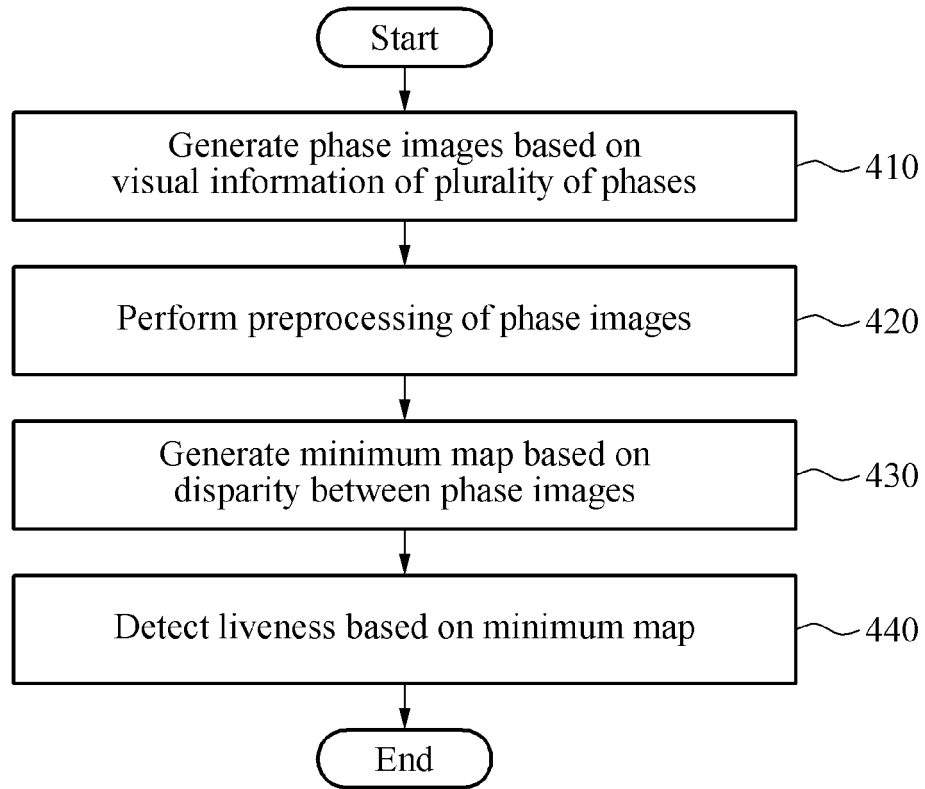 Start
Generate phase images based on
visual information of plurality of phases
410
Perform preprocessing of phase images
420
Generate minimum map based on
disparity between phase images
430
Detect liveness based on minimum map
440
End